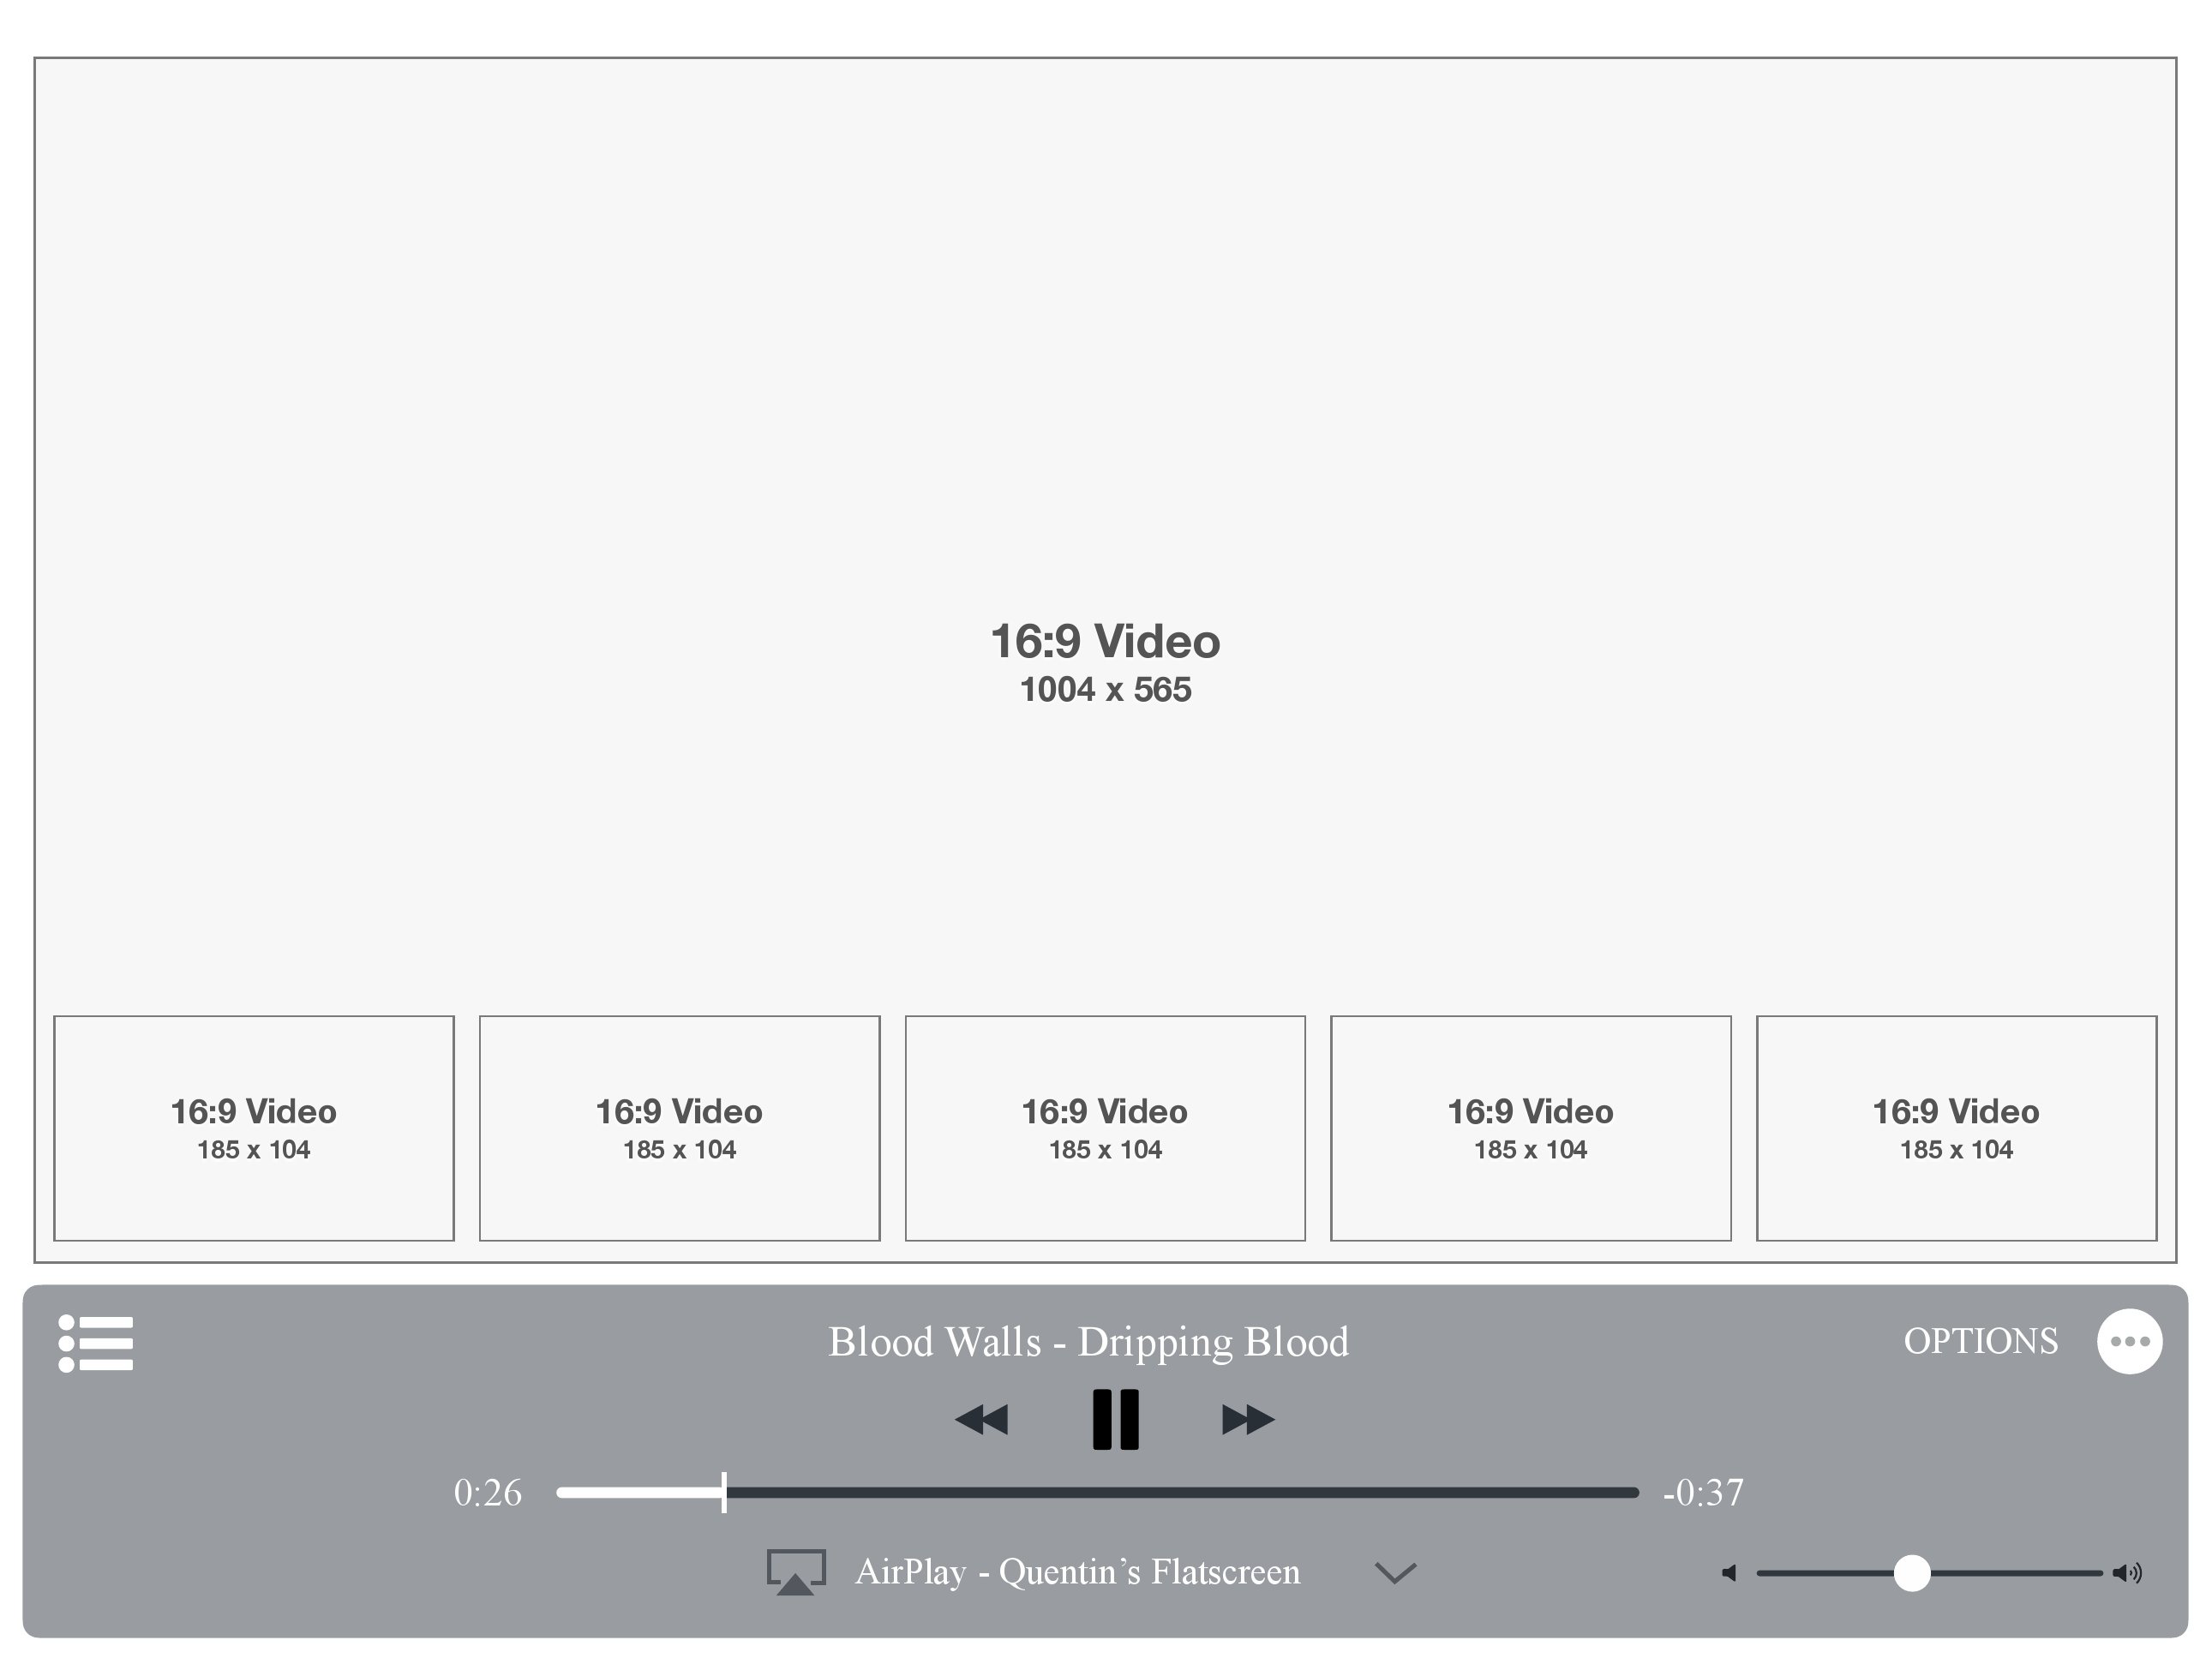 16:9 Video
1004 x 565
16:9 Video
185 x 104
16:9 Video
185 x 104
16:9 Video
185 x 104
16:9 Video
185 x 104
16:9 Video
185 x 104
Blood Walls - Dripping Blood
OPTIONS
0:26
-0:37
AirPlay - Quentin’s Flatscreen